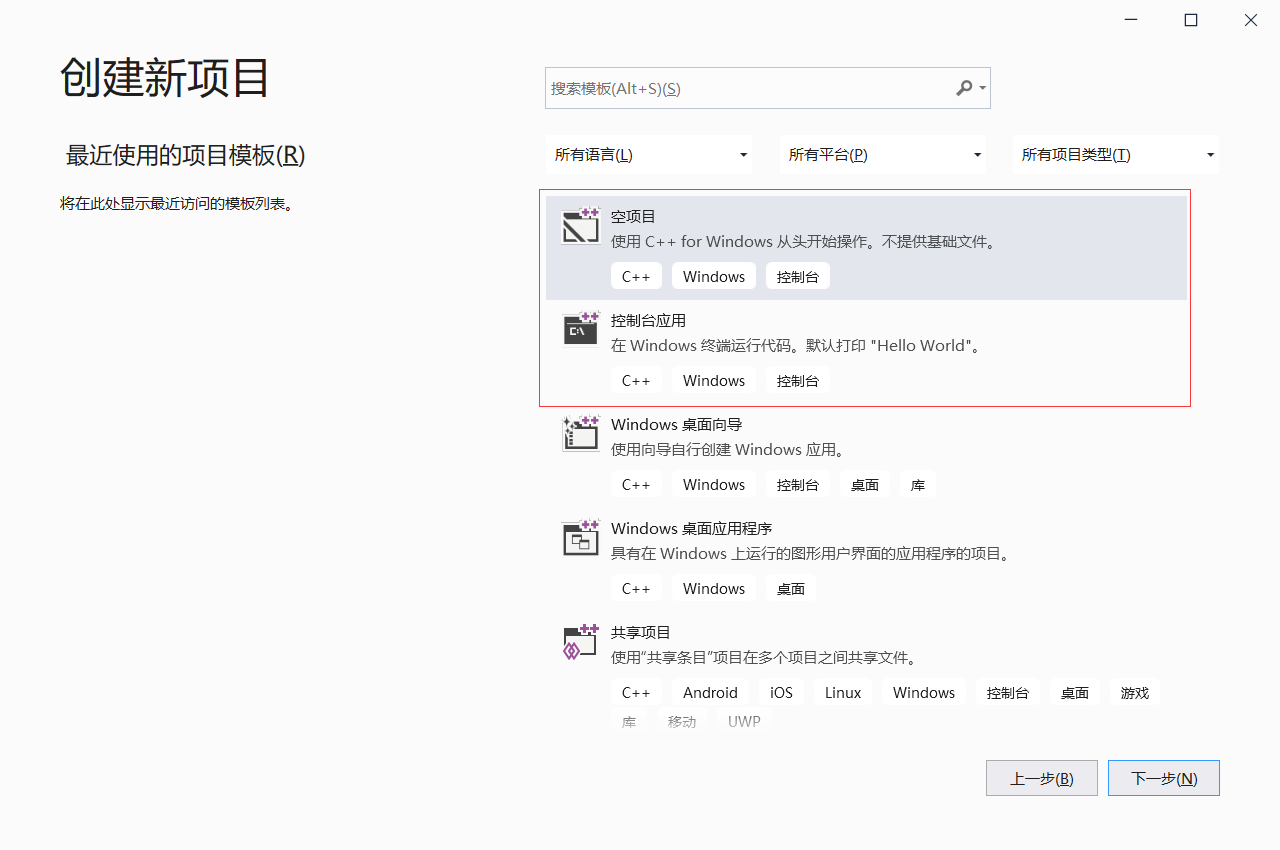 创建新项目
最近使用的项目模板(R)
将在此处显示最近访问的模板列表。
搜索模板(Alt+S)(S)
所有语言(L) 所有平台(P) 所有项目类型(T)
空项目
使用 C++ for Windows 从头开始操作。不提供基础文件。
C++ Windows 控制台
控制台应用
C:\
在 Windows 终端运行代码。默认打印 "Hello World"。
C++ Windows 控制台
Windows 桌面向导
使用向导自行创建 Windows 应用。
C++ Windows 控制台 桌面 库
Windows 桌面应用程序
具有在 Windows 上运行的图形用户界面的应用程序的项目。
C++ Windows 桌面
共享项目
使用“共享条目”项目在多个项目之间共享文件。
C++ Android iOS Linux Windows 控制台 桌面 游戏
库 移动 UWP
上一步(B) 下一步(N)